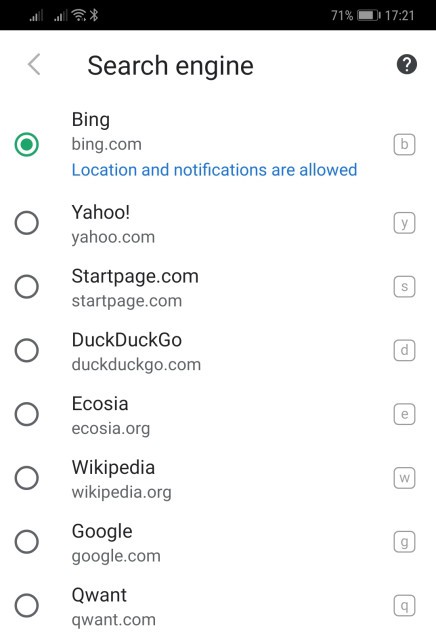 71% 17:21
Search engine ?
Bing
bing.com b
Location and notifications are allowed
Yahoo!
yahoo.com y
Startpage.com
startpage.com s
DuckDuckGo
duckduckgo.com d
Ecosia
ecosia.org e
Wikipedia
wikipedia.org w
Google
google.com g
Qwant
qwant.com q